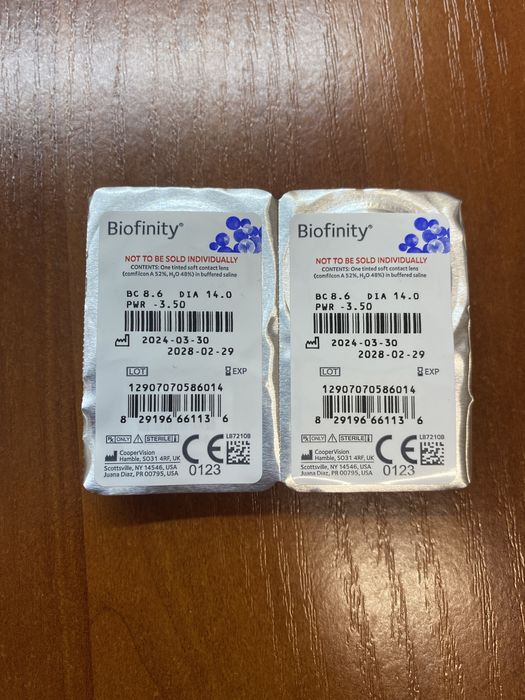 Biofinity®
NOT TO BE SOLD INDIVIDUALLY
CONTENTS: One tinted soft contact lens
(comfilcon A 52%, H₂O 48%) in buffered saline
BC 8.6 DIA 14.0
PWR -3.50
2024-03-30
2028-02-29
LOT EXP
12907070586014
8 29196 66113 6
Rx ONLY STERILE LB7210B
CooperVision
Hamble, SO31 4RF, UK
Scottsville, NY 14546, USA
Juana Diaz, PR 00795, USA
CE 0123
Biofinity®
NOT TO BE SOLD INDIVIDUALLY
CONTENTS: One tinted soft contact lens
(comfilcon A 52%, H₂O 48%) in buffered saline
BC 8.6 DIA 14.0
PWR -3.50
2024-03-30
2028-02-29
LOT EXP
12907070586014
8 29196 66113 6
Rx ONLY STERILE LB7210B
CooperVision
Hamble, SO31 4RF, UK
Scottsville, NY 14546, USA
Juana Diaz, PR 00795, USA
CE 0123